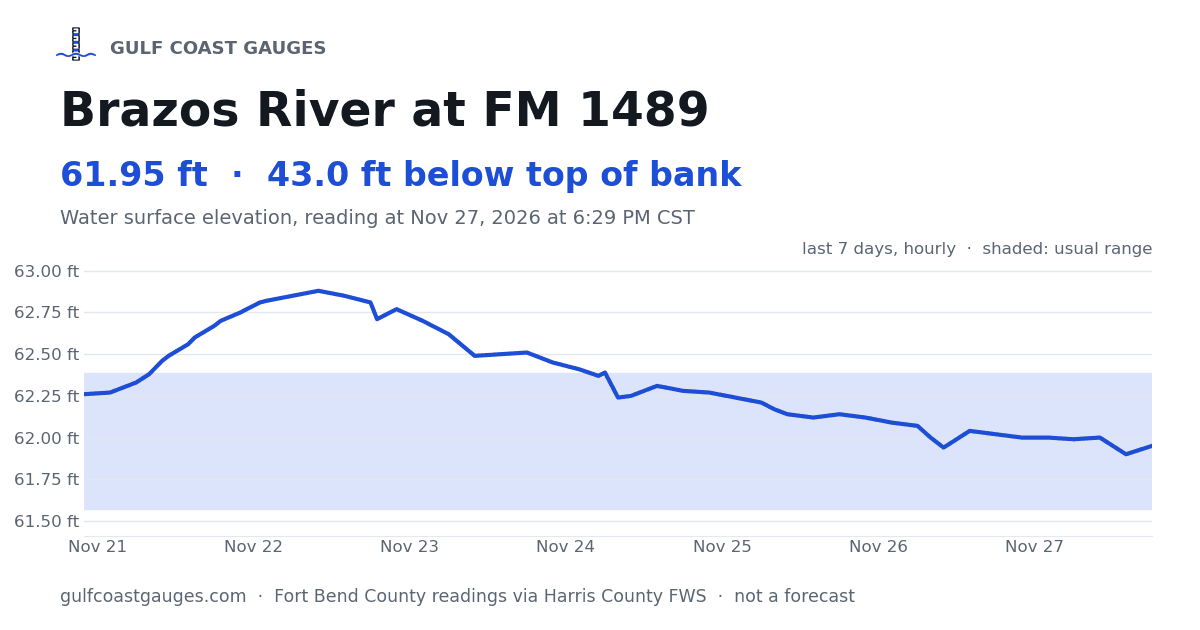 GULF COAST GAUGES
Brazos River at FM 1489
61.95 ft · 43.0 ft below top of bank
Water surface elevation, reading at Nov 27, 2026 at 6:29 PM CST
last 7 days, hourly · shaded: usual range
63.00 ft
62.75 ft
62.50 ft
62.25 ft
62.00 ft
61.75 ft
61.50 ft
Nov 21 Nov 22 Nov 23 Nov 24 Nov 25 Nov 26 Nov 27
gulfcoastgauges.com · Fort Bend County readings via Harris County FWS · not a forecast